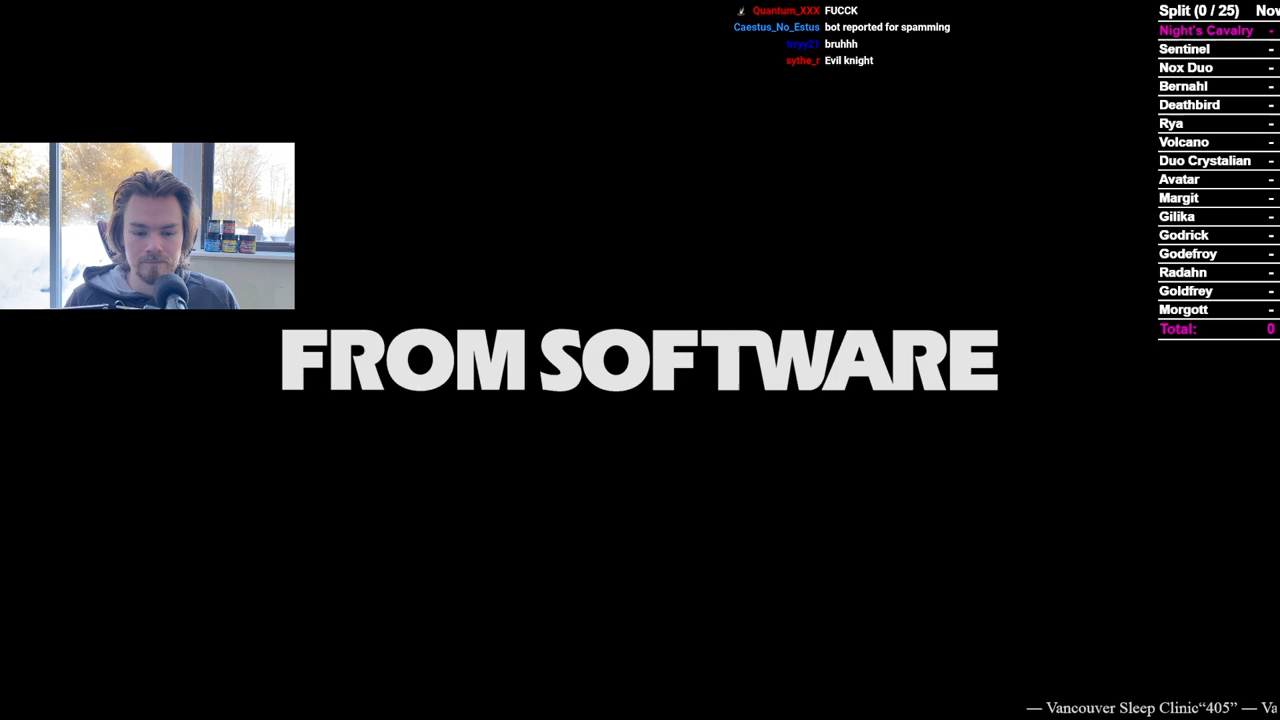 Quantum_XXX FUCCK
Caestus_No_Estus bot reported for spamming
bruhhh
sythe_r Evil knight
Split (0 / 25) Nov
Night's Cavalry -
Sentinel -
Nox Duo -
Bernahl -
Deathbird -
Rya -
Volcano -
Duo Crystalian -
Avatar -
Margit -
Gilika -
Godrick -
Godefroy -
Radahn -
Goldfrey -
Morgott -
Total: 0
FROM SOFTWARE
— Vancouver Sleep Clinic“405” — Va